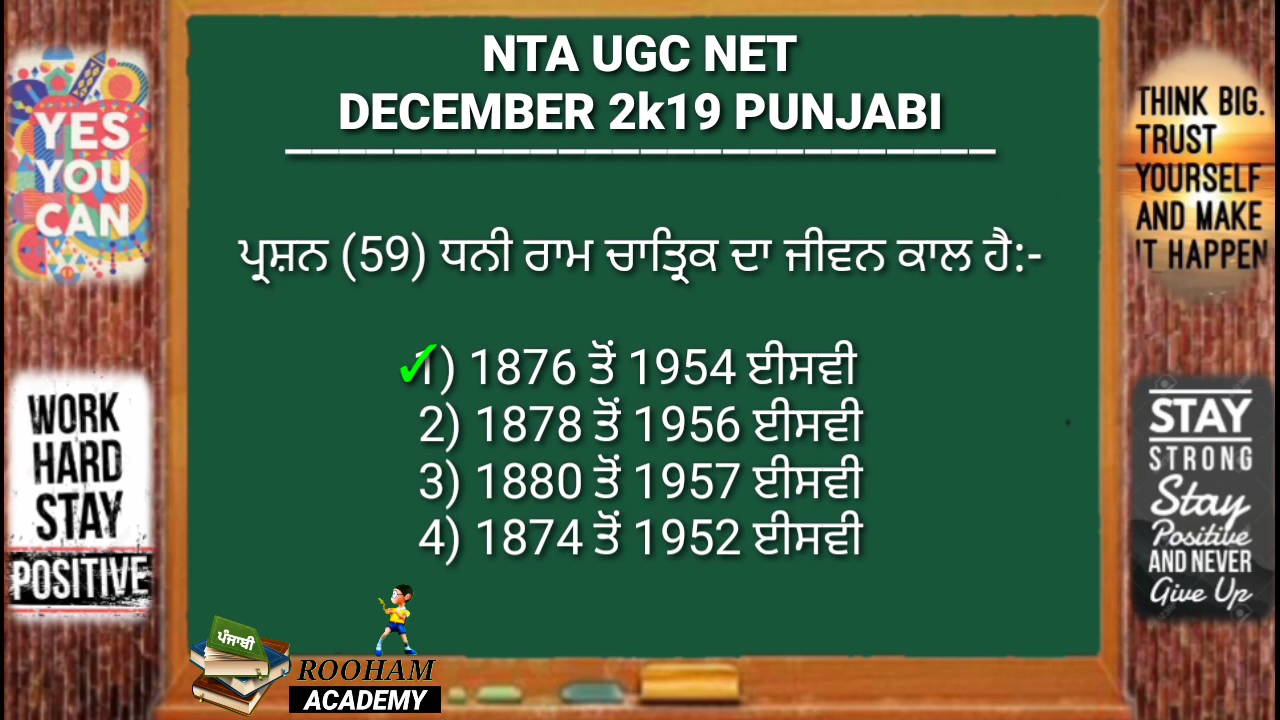 NTA UGC NET
DECEMBER 2k19 PUNJABI
ਪ੍ਰਸ਼ਨ (59) ਧਨੀ ਰਾਮ ਚਾਤ੍ਰਿਕ ਦਾ ਜੀਵਨ ਕਾਲ ਹੈ:-
1) 1876 ਤੋਂ 1954 ਈਸਵੀ
2) 1878 ਤੋਂ 1956 ਈਸਵੀ
3) 1880 ਤੋਂ 1957 ਈਸਵੀ
4) 1874 ਤੋਂ 1952 ਈਸਵੀ
YES
YOU
CAN
WORK
HARD
STAY
POSITIVE
THINK BIG.
TRUST
YOURSELF
AND MAKE
IT HAPPEN
STAY
STRONG
Stay
Positive
AND NEVER
Give Up
ਪੰਜਾਬੀ
ROOHAM
ACADEMY